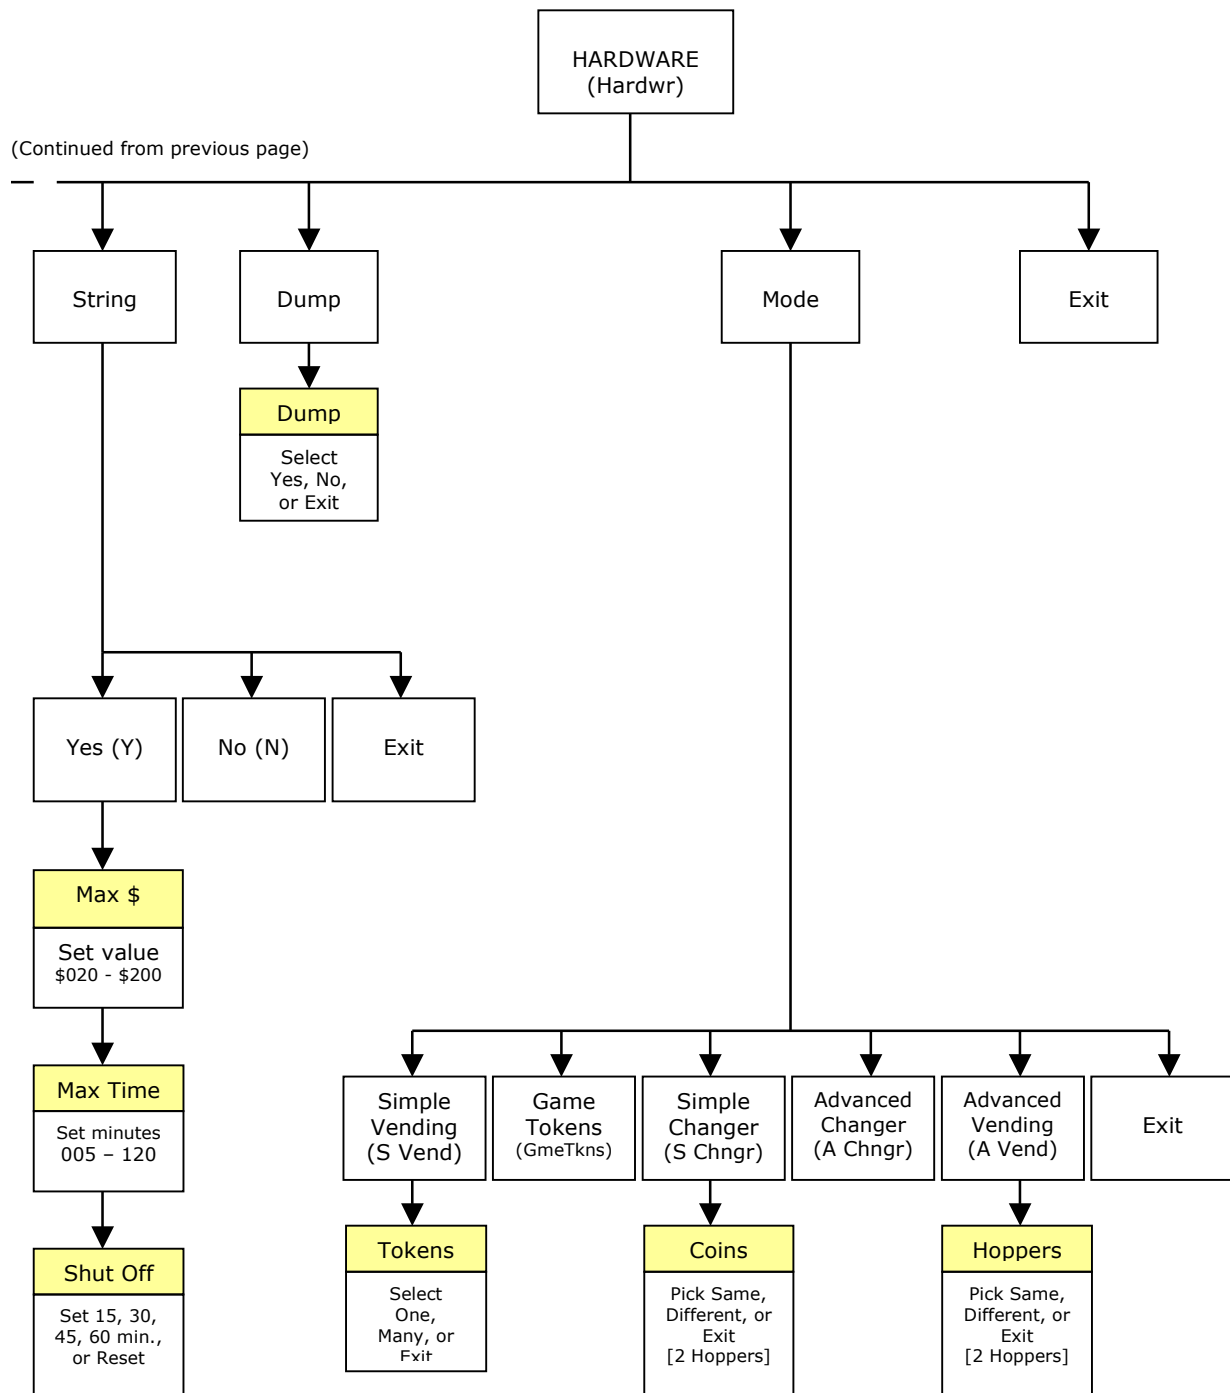 HARDWARE
(Hardwr)
(Continued from previous page)
String
Dump
Mode
Exit
Dump
Select
Yes, No,
or Exit
Yes (Y)
No (N)
Exit
Max $
Set value
$020 - $200
Max Time
Set minutes
005 – 120
Shut Off
Set 15, 30,
45, 60 min.,
or Reset
Simple
Vending
(S Vend)
Game
Tokens
(GmeTkns)
Simple
Changer
(S Chngr)
Advanced
Changer
(A Chngr)
Advanced
Vending
(A Vend)
Exit
Tokens
Select
One,
Many, or
Exit
Coins
Pick Same,
Different, or
Exit
[2 Hoppers]
Hoppers
Pick Same,
Different, or
Exit
[2 Hoppers]